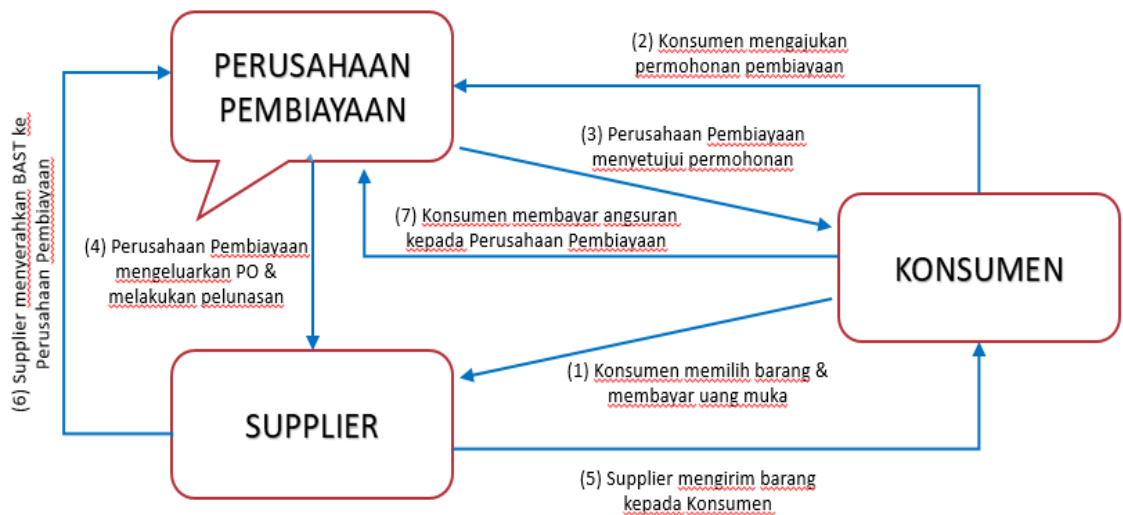 PERUSAHAAN
PEMBIAYAAN
(2) Konsumen mengajukan
permohonan pembiayaan
(3) Perusahaan Pembiayaan
menyetujui permohonan
(7) Konsumen membayar angsuran
kepada Perusahaan Pembiayaan
KONSUMEN
(4) Perusahaan Pembiayaan
mengeluarkan PO &
melakukan pelunasan
(6) Supplier menyerahkan BAST ke
Perusahaan Pembiayaan
(1) Konsumen memilih barang &
membayar uang muka
SUPPLIER
(5) Supplier mengirim barang
kepada Konsumen